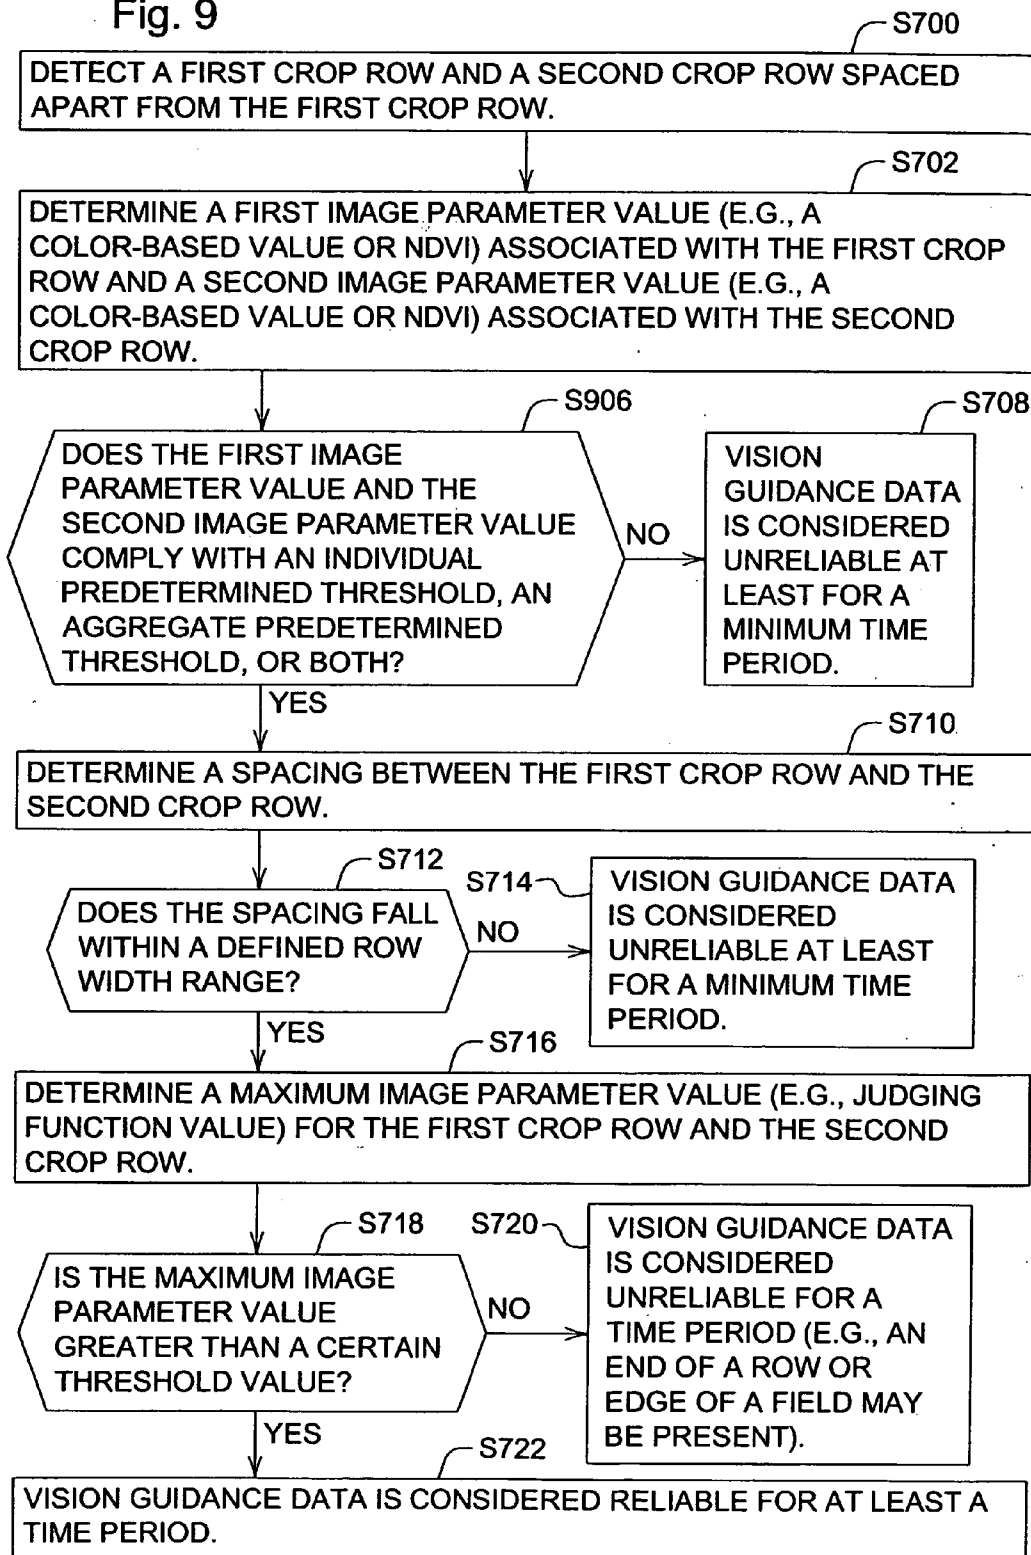 Fig. 9
S700
DETECT A FIRST CROP ROW AND A SECOND CROP ROW SPACED
APART FROM THE FIRST CROP ROW.
S702
DETERMINE A FIRST IMAGE PARAMETER VALUE (E.G., A
COLOR-BASED VALUE OR NDVI) ASSOCIATED WITH THE FIRST CROP
ROW AND A SECOND IMAGE PARAMETER VALUE (E.G., A
COLOR-BASED VALUE OR NDVI) ASSOCIATED WITH THE SECOND
CROP ROW.
S906
DOES THE FIRST IMAGE
PARAMETER VALUE AND THE
SECOND IMAGE PARAMETER VALUE
COMPLY WITH AN INDIVIDUAL
PREDETERMINED THRESHOLD, AN
AGGREGATE PREDETERMINED
THRESHOLD, OR BOTH?
NO
S708
VISION
GUIDANCE DATA
IS CONSIDERED
UNRELIABLE AT
LEAST FOR A
MINIMUM TIME
PERIOD.
YES
S710
DETERMINE A SPACING BETWEEN THE FIRST CROP ROW AND THE
SECOND CROP ROW.
S712
DOES THE SPACING FALL
WITHIN A DEFINED ROW
WIDTH RANGE?
NO
S714
VISION GUIDANCE DATA
IS CONSIDERED
UNRELIABLE AT LEAST
FOR A MINIMUM TIME
PERIOD.
YES
S716
DETERMINE A MAXIMUM IMAGE PARAMETER VALUE (E.G., JUDGING
FUNCTION VALUE) FOR THE FIRST CROP ROW AND THE SECOND
CROP ROW.
S718
IS THE MAXIMUM IMAGE
PARAMETER VALUE
GREATER THAN A CERTAIN
THRESHOLD VALUE?
NO
S720
VISION GUIDANCE DATA
IS CONSIDERED
UNRELIABLE FOR A
TIME PERIOD (E.G., AN
END OF A ROW OR
EDGE OF A FIELD MAY
BE PRESENT).
YES
S722
VISION GUIDANCE DATA IS CONSIDERED RELIABLE FOR AT LEAST A
TIME PERIOD.